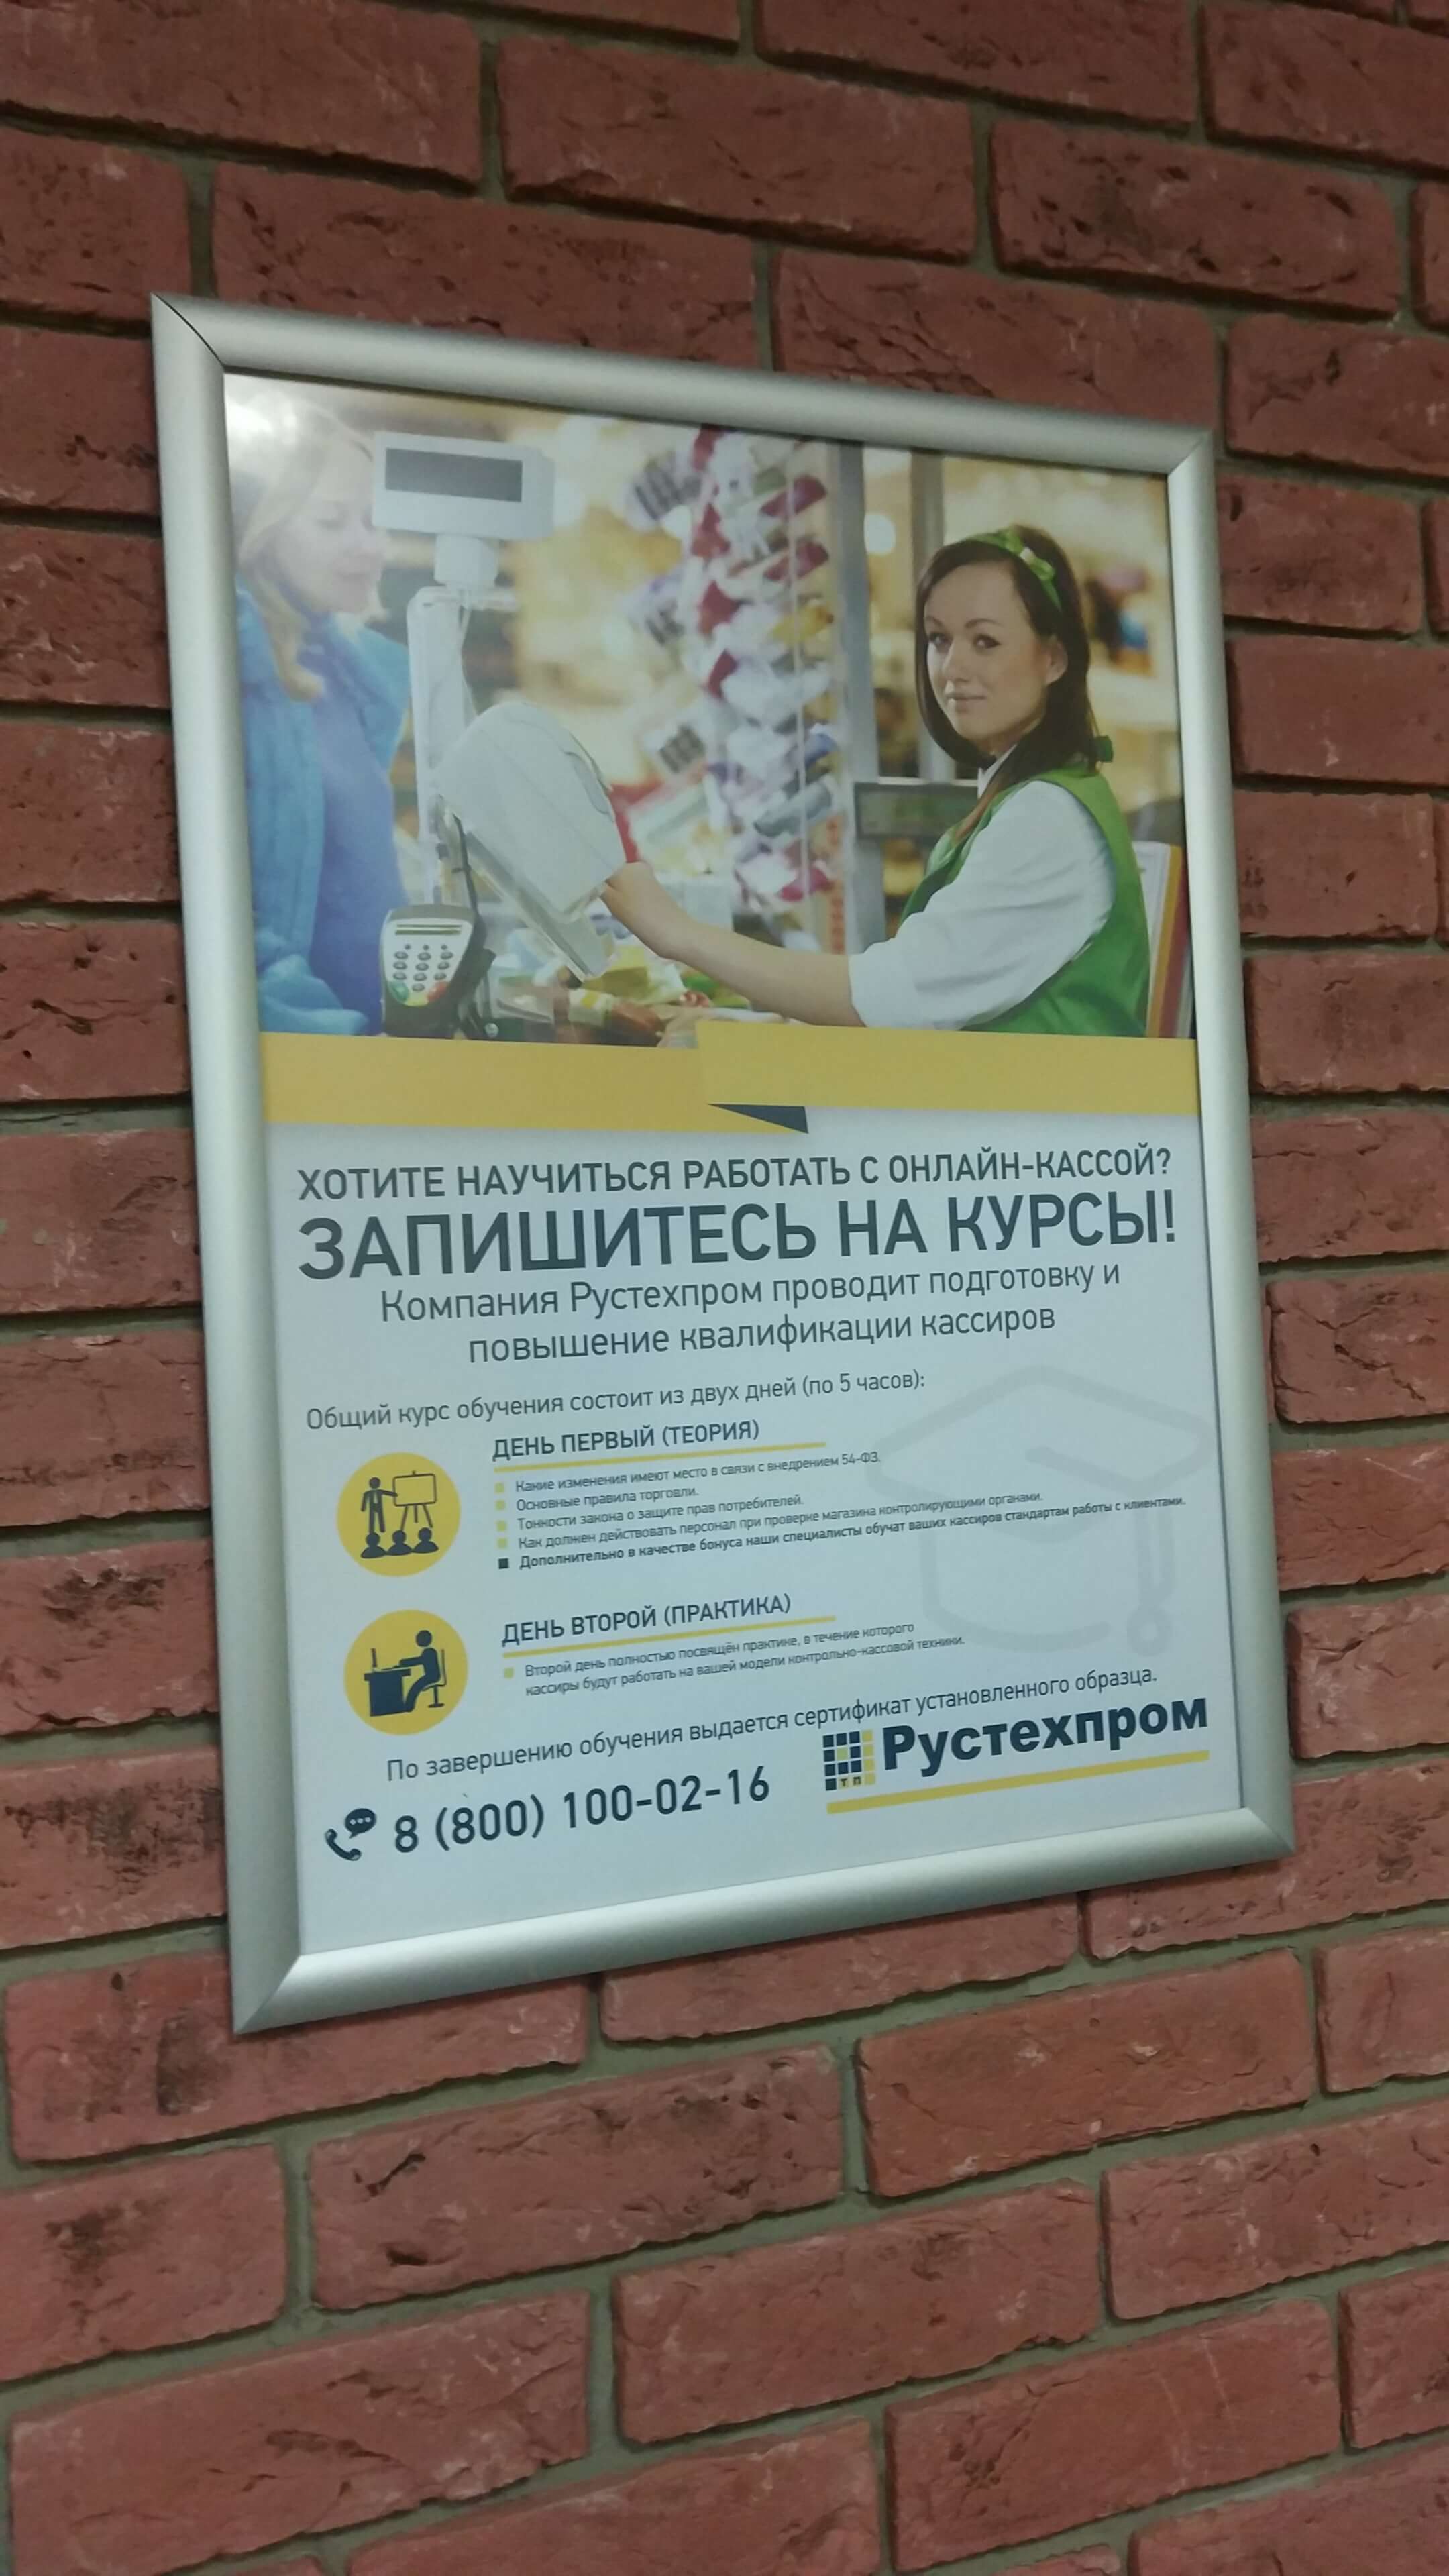 ХОТИТЕ НАУЧИТЬСЯ РАБОТАТЬ С ОНЛАЙН-КАССОЙ?
ЗАПИШИТЕСЬ НА КУРСЫ!
Компания Рустехпром проводит подготовку и
повышение квалификации кассиров
Общий курс обучения состоит из двух дней (по 5 часов):
ДЕНЬ ПЕРВЫЙ (ТЕОРИЯ)
Какие изменения имеют место в связи с внедрением 54-ФЗ.
Основные правила торговли.
Тонкости закона о защите прав потребителей.
Как должен действовать персонал при проверке магазина контролирующими органами.
Дополнительно в качестве бонуса наши специалисты обучат ваших кассиров стандартам работы с клиентами.
ДЕНЬ ВТОРОЙ (ПРАКТИКА)
Второй день полностью посвящён практике, в течение которого
кассиры будут работать на вашей модели контрольно-кассовой техники.
По завершению обучения выдается сертификат установленного образца.
8 (800) 100-02-16
ТП Рустехпром